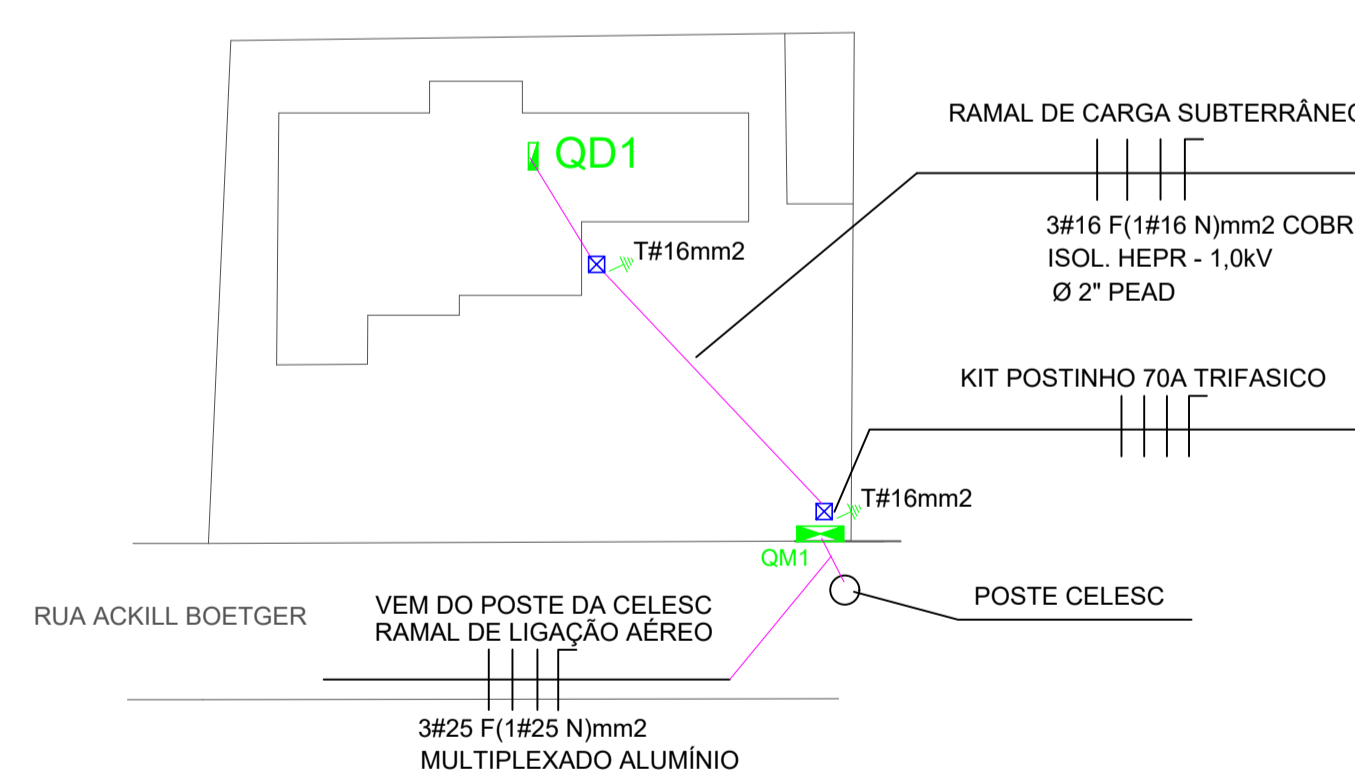 RAMAL DE CARGA SUBTERRÂNEO
QD1
3#16 F(1#16 N)mm2 COBR
T#16mm2
ISOL. HEPR - 1,0kV
Ø 2" PEAD
KIT POSTINHO 70A TRIFASICO
T#16mm2
QM1
POSTE CELESC
RUA ACKILL BOETGER
VEM DO POSTE DA CELESC
RAMAL DE LIGAÇÃO AÉREO
3#25 F(1#25 N)mm2
MULTIPLEXADO ALUMÍNIO